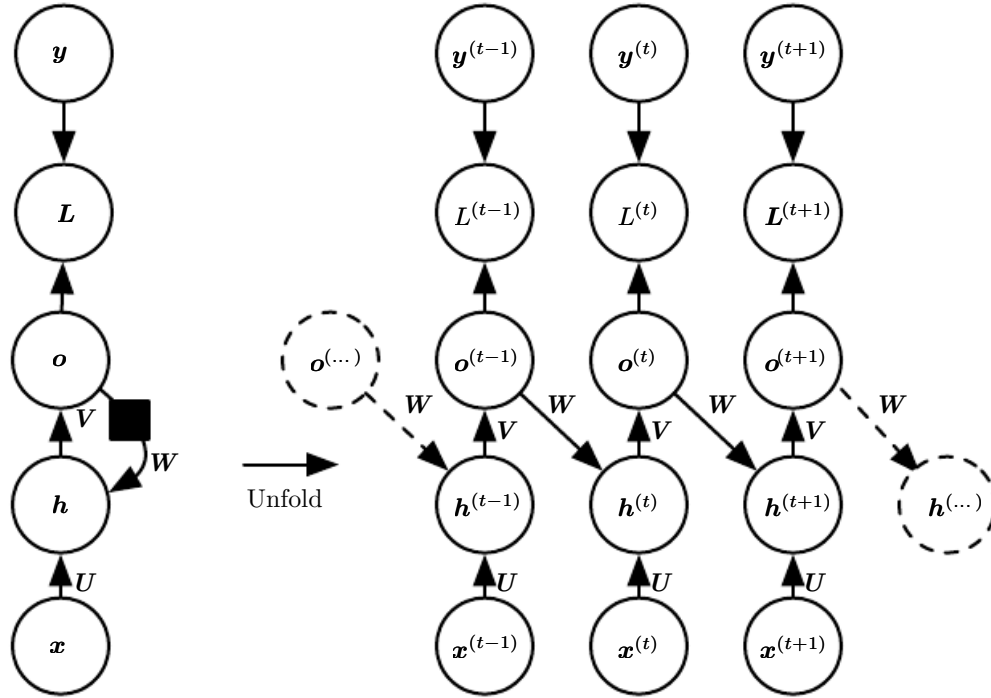 y y^(t−1) y^(t) y^(t+1)
L L^(t−1) L^(t) L^(t+1)
o o^(...) o^(t−1) o^(t) o^(t+1)
V W W W W
W V V V
Unfold
h h^(t−1) h^(t) h^(t+1) h^(...)
U U U U
x x^(t−1) x^(t) x^(t+1)